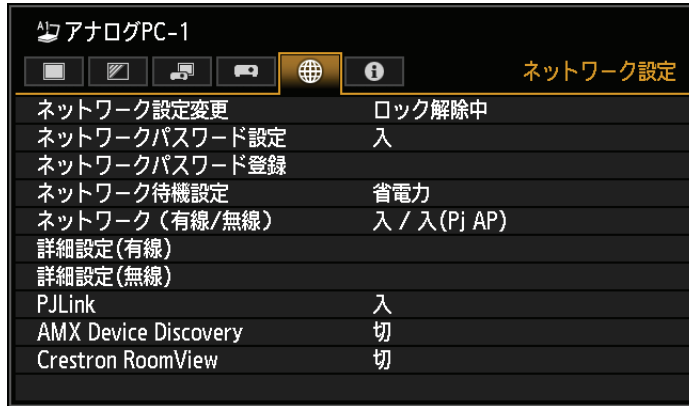 アナログPC-1
ネットワーク設定
ネットワーク設定変更 ロック解除中
ネットワークパスワード設定 入
ネットワークパスワード登録
ネットワーク待機設定 省電力
ネットワーク（有線/無線） 入 / 入(Pj AP)
詳細設定(有線)
詳細設定(無線)
PJLink 入
AMX Device Discovery 切
Crestron RoomView 切